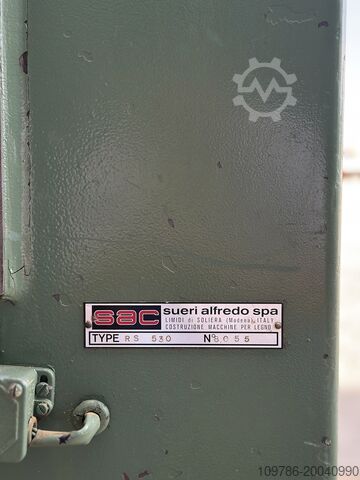 sac sueri alfredo spa
LIMIDI di SOLIERA (Modena) ITALY
COSTRUZIONE MACCHINE PER LEGNO
TYPE RS 530 Nº 8055
109786-20040990